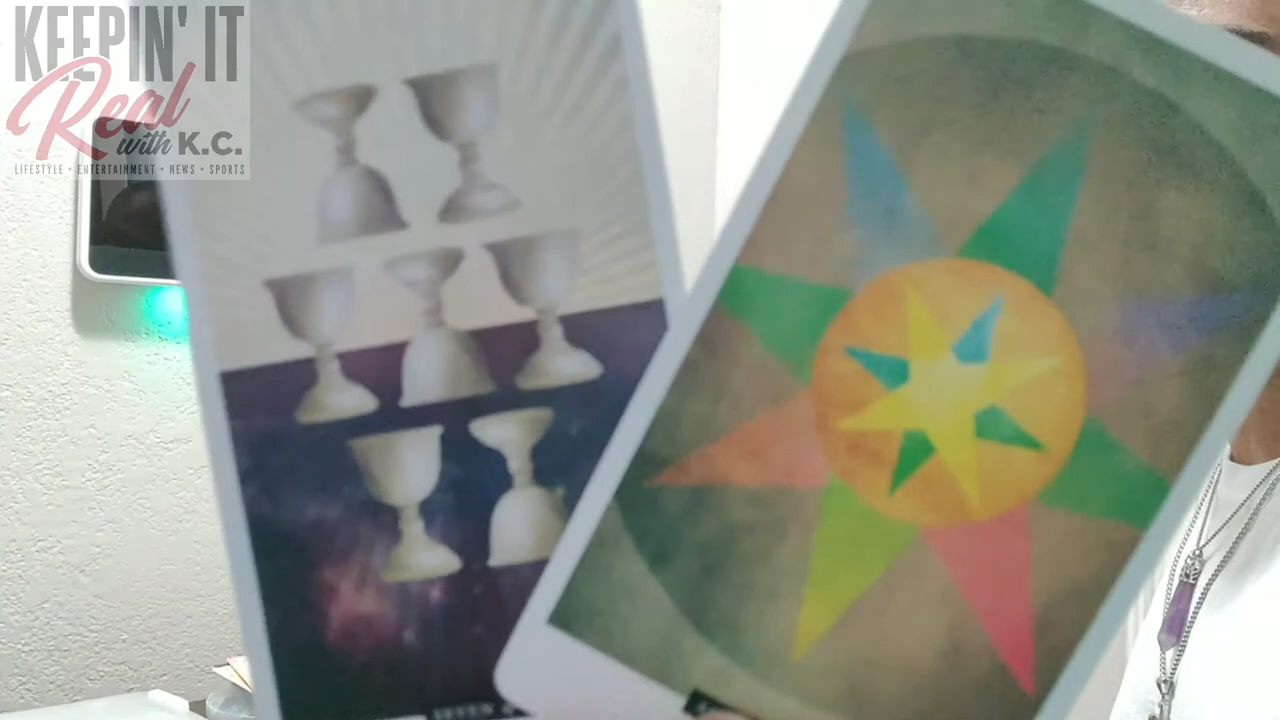 KEEPIN' IT
Real
with K.C.
LIFESTYLE • ENTERTAINMENT • NEWS • SPORTS